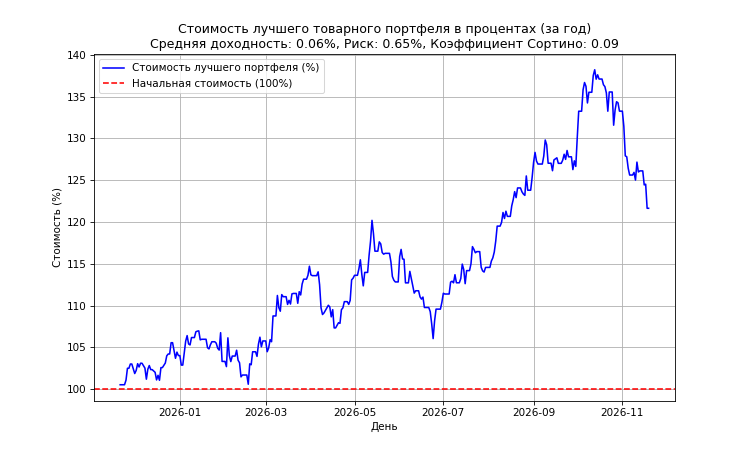 Стоимость лучшего товарного портфеля в процентах (за год)
Средняя доходность: 0.06%, Риск: 0.65%, Коэффициент Сортино: 0.09
Стоимость лучшего портфеля (%)
Начальная стоимость (100%)
Стоимость (%)
140
135
130
125
120
115
110
105
100
2026-01
2026-03
2026-05
2026-07
2026-09
2026-11
День